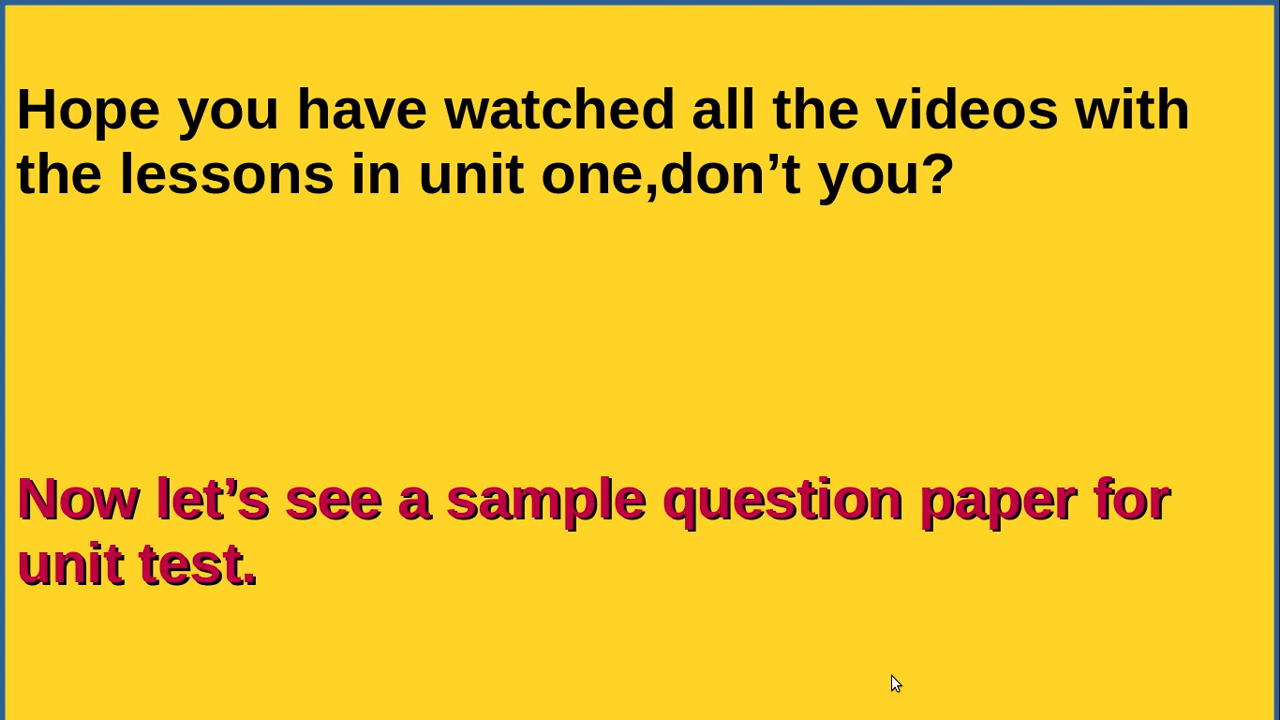 Hope you have watched all the videos with
the lessons in unit one,don’t you?
Now let’s see a sample question paper for
unit test.